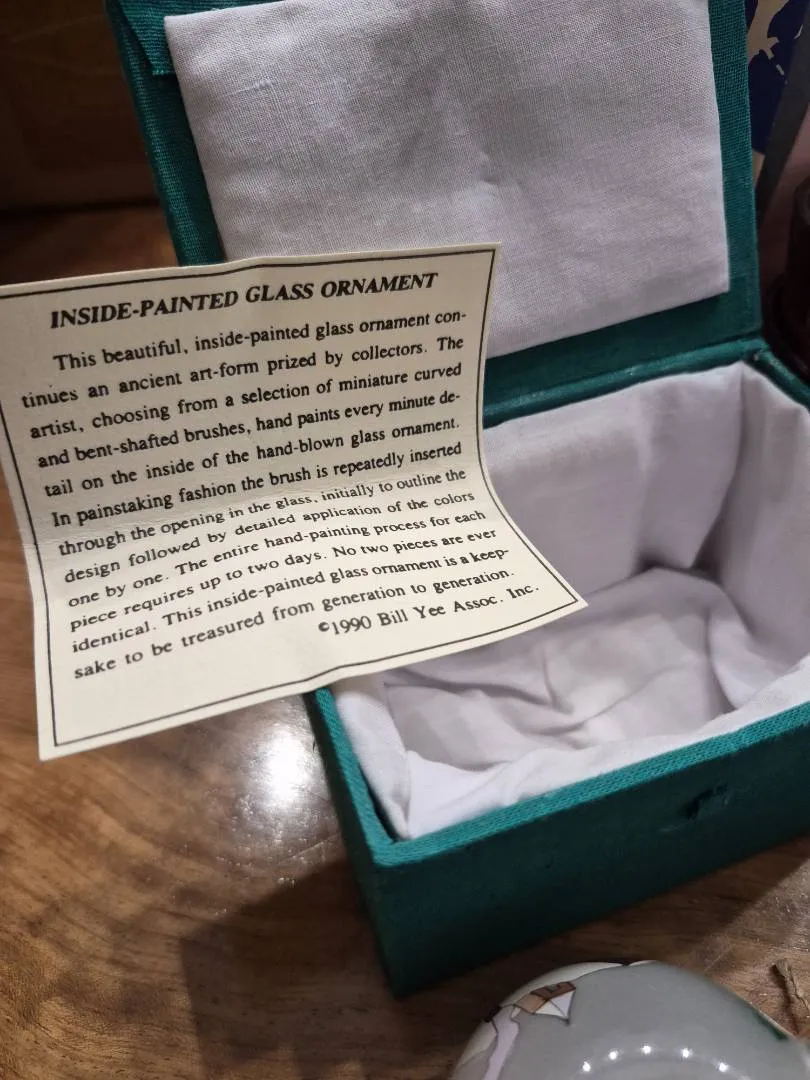 INSIDE-PAINTED GLASS ORNAMENT
This beautiful, inside-painted glass ornament con-
tinues an ancient art-form prized by collectors. The
artist, choosing from a selection of miniature curved
and bent-shafted brushes, hand paints every minute de-
tail on the inside of the hand-blown glass ornament.
In painstaking fashion the brush is repeatedly inserted
through the opening in the glass, initially to outline the
design followed by detailed application of the colors
one by one. The entire hand-painting process for each
piece requires up to two days. No two pieces are ever
identical. This inside-painted glass ornament is a keep-
sake to be treasured from generation to generation.
©1990 Bill Yee Assoc. Inc.